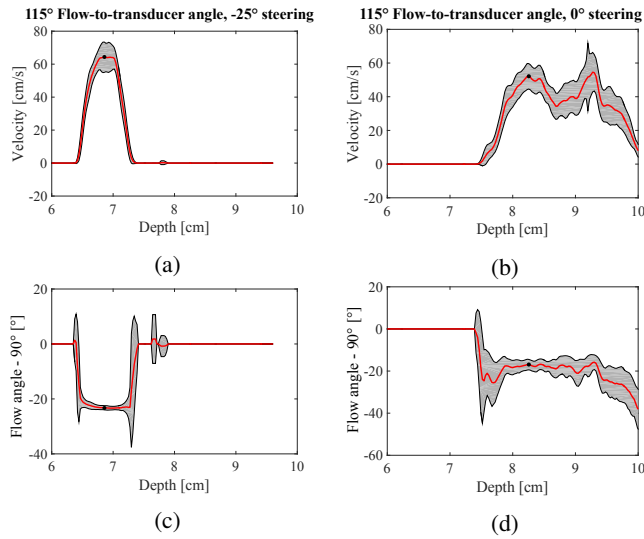 115° Flow-to-transducer angle, -25° steering
80
60
40
20
0
-20
Velocity [cm/s]
6 7 8 9 10
Depth [cm]
(a)
115° Flow-to-transducer angle, 0° steering
80
60
40
20
0
-20
Velocity [cm/s]
6 7 8 9 10
Depth [cm]
(b)
20
0
-20
-40
Flow angle - 90° [°]
6 7 8 9 10
Depth [cm]
(c)
20
0
-20
-40
-60
Flow angle - 90° [°]
6 7 8 9 10
Depth [cm]
(d)